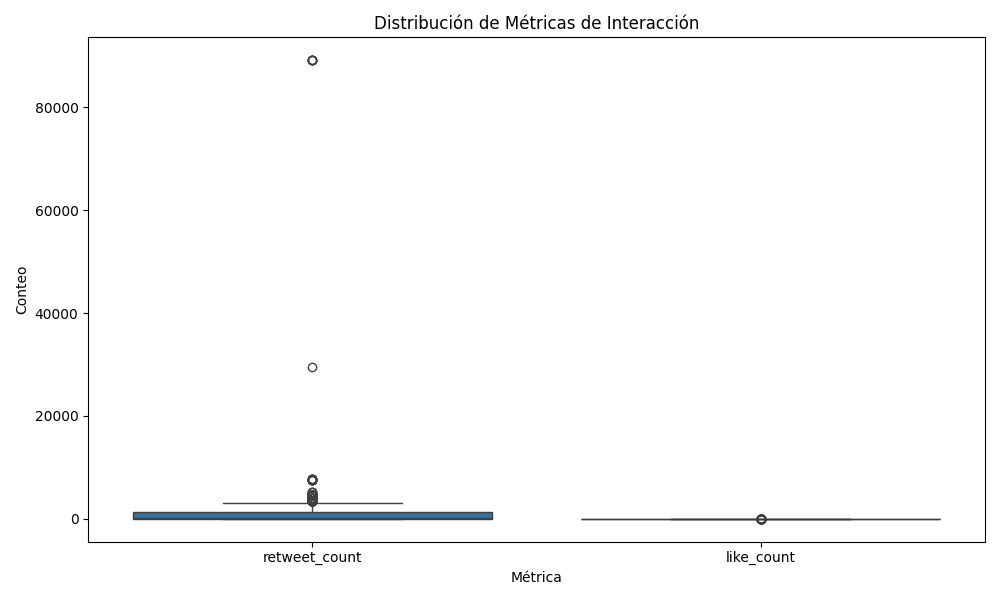 Distribución de Métricas de Interacción
Conteo
80000
60000
40000
20000
0
retweet_count
like_count
Métrica